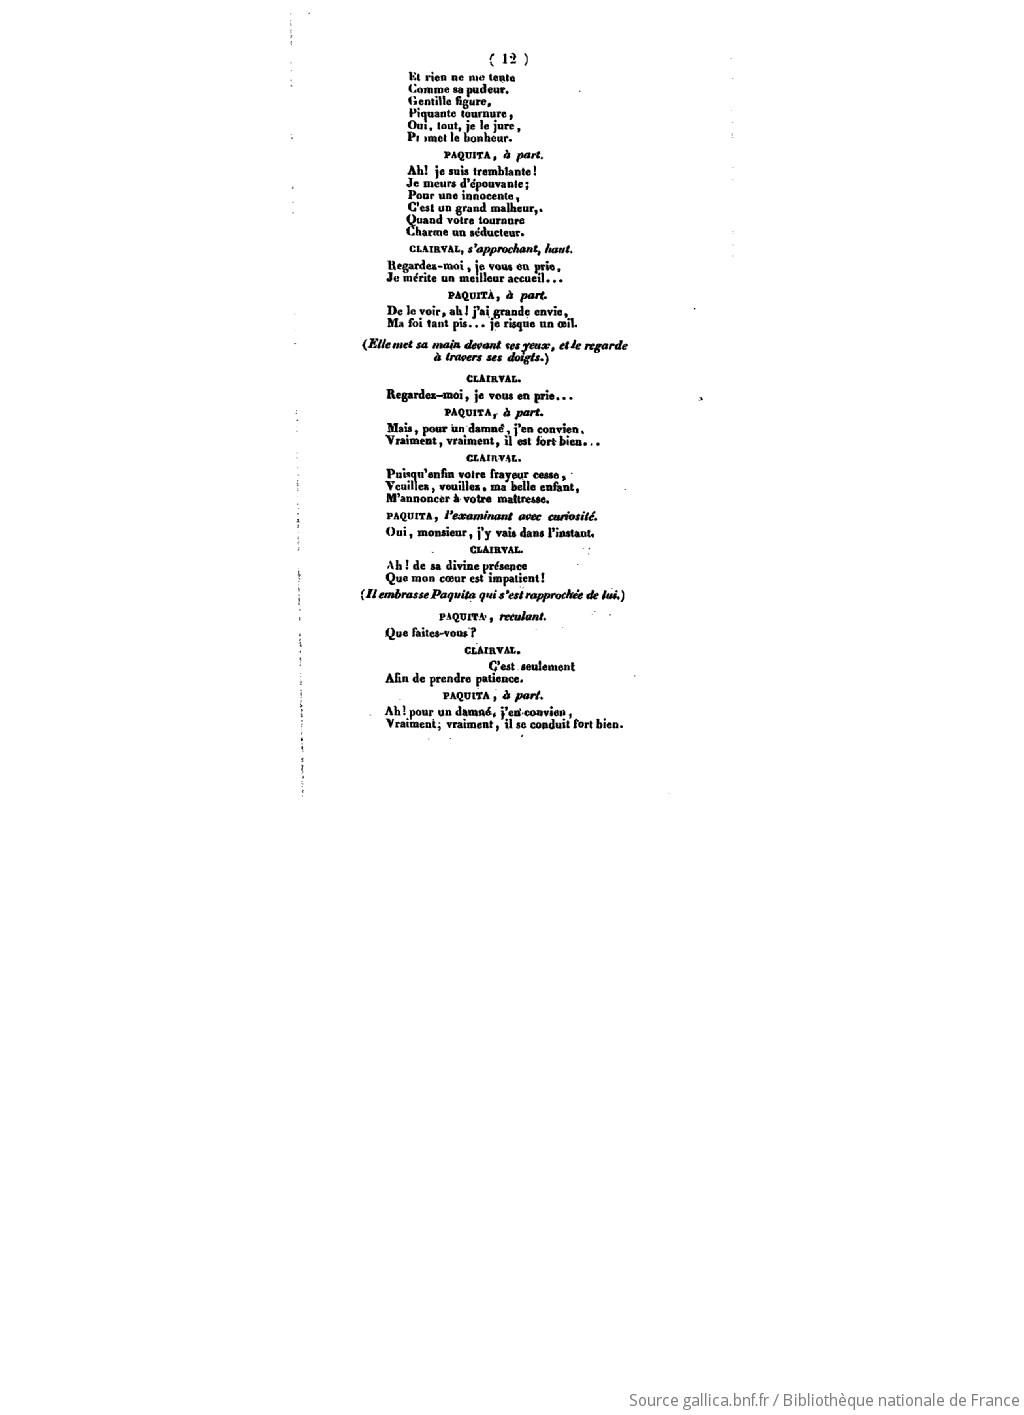 ( 12 )
Et rien ne me tente
Comme sa pudeur.
Gentille figure,
Piquante tournure,
Oui, tout, je le jure,
Promet le bonheur.
PAQUITA, à part.
Ah! je suis tremblante!
Je meurs d'épouvante;
Pour une innocente,
C'est un grand malheur,.
Quand votre tournure
Charme un séducteur.
CLAIRVAL, s'approchant, haut.
Regardez-moi, je vous en prie,
Je mérite un meilleur accueil...
PAQUITA, à part.
De le voir, ah! j'ai grande envie,
Ma foi tant pis... je risque un œil.
(Elle met sa main devant ses yeux, et le regarde
à travers ses doigts.)
CLAIRVAL.
Regardez-moi, je vous en prie...
PAQUITA, à part.
Mais, pour un damné, j'en convien,
Vraiment, vraiment, il est fort bien...
CLAIRVAL.
Puisqu'enfin votre frayeur cesse,
Veuillez, veuillez, ma belle enfant,
M'annoncer à votre maîtresse.
PAQUITA, l'examinant avec curiosité.
Oui, monsieur, j'y vais dans l'instant.
CLAIRVAL.
Ah! de sa divine présence
Que mon cœur est impatient!
(Il embrasse Paquita qui s'est rapprochée de lui.)
PAQUITA, reculant.
Que faites-vous?
CLAIRVAL.
C'est seulement
Afin de prendre patience.
PAQUITA, à part.
Ah! pour un damné, j'en convien,
Vraiment; vraiment, il se conduit fort bien.
Source gallica.bnf.fr / Bibliothèque nationale de France